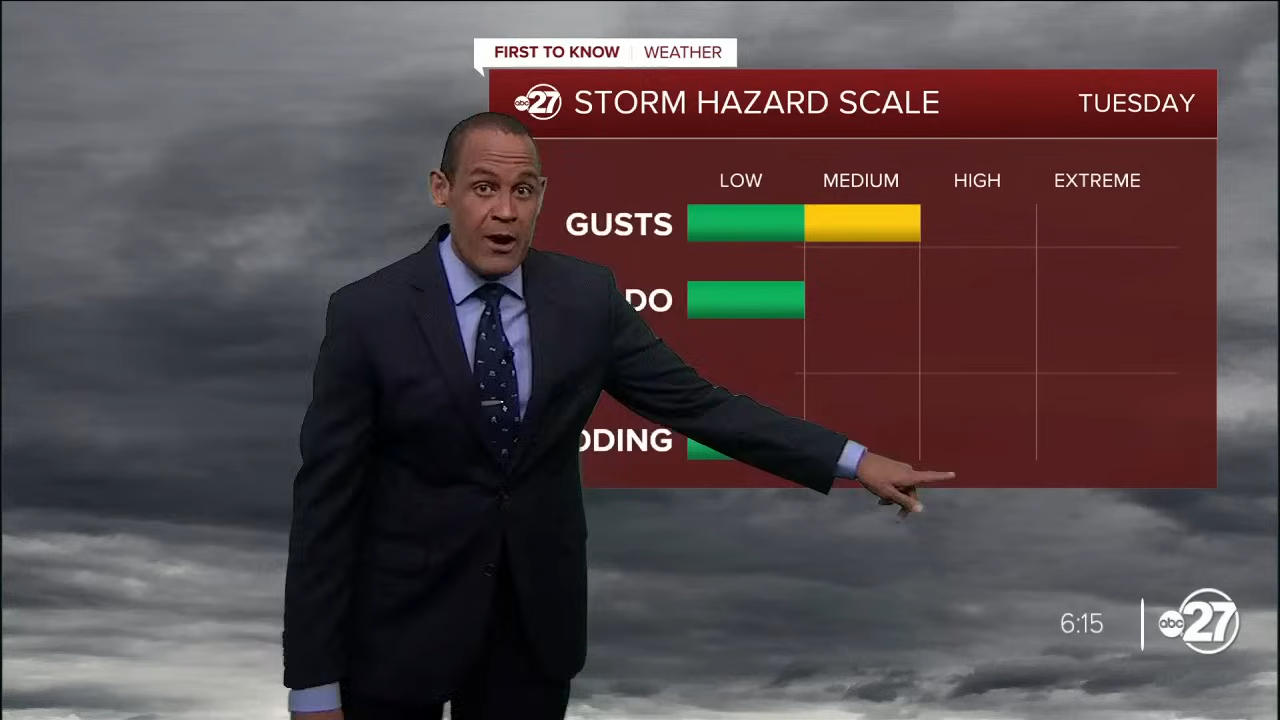 FIRST TO KNOW WEATHER
abc 27 STORM HAZARD SCALE TUESDAY
LOW MEDIUM HIGH EXTREME
GUSTS
DO
DDING
6:15 abc 27